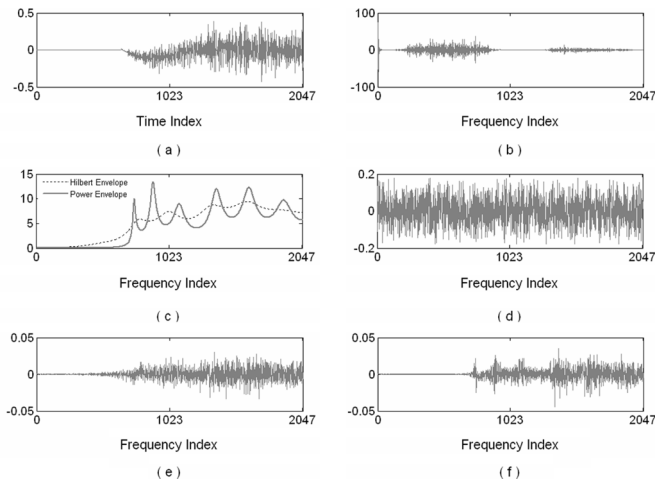 0.5
0
-0.5
0
1023
2047
Time Index
( a )
100
0
-100
0
1023
2047
Frequency Index
( b )
15
10
5
0
Hilbert Envelope
Power Envelope
0
1023
2047
Frequency Index
( c )
0.2
0
-0.2
0
1023
2047
Frequency Index
( d )
0.05
0
-0.05
0
1023
2047
Frequency Index
( e )
0.05
0
-0.05
0
1023
2047
Frequency Index
( f )